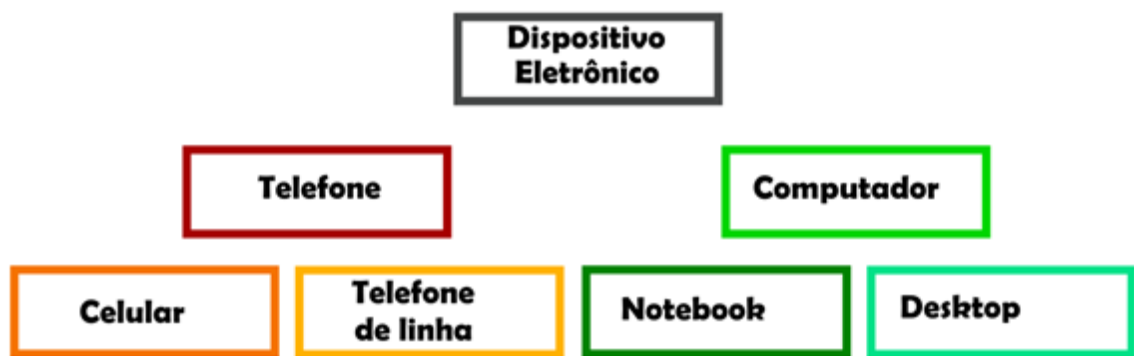 Dispositivo
Eletrônico
Telefone
Computador
Celular
Telefone
de linha
Notebook
Desktop